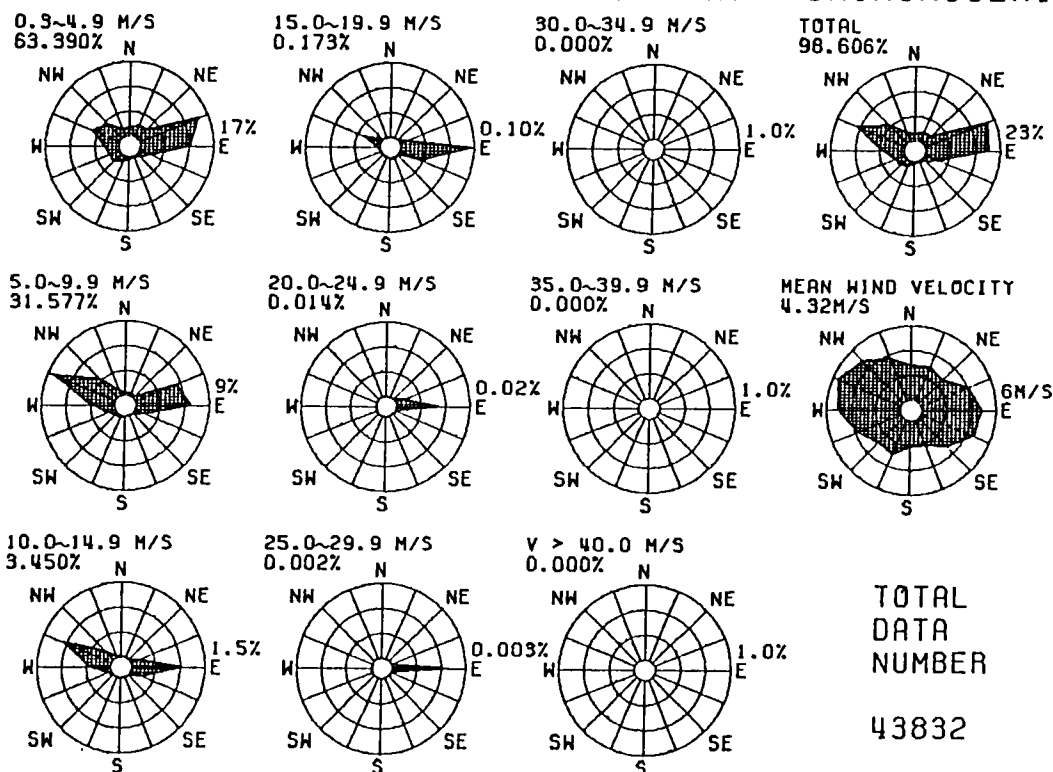 0.3~4.9 M/S
63.390%
N
NW
NE
17%
W
E
SW
SE
S
15.0~19.9 M/S
0.173%
N
NW
NE
0.10%
W
E
SW
SE
S
30.0~34.9 M/S
0.000%
N
NW
NE
1.0%
W
E
SW
SE
S
TOTAL
98.606%
N
NW
NE
23%
W
E
SW
SE
S
5.0~9.9 M/S
31.577%
N
NW
NE
9%
W
E
SW
SE
S
20.0~24.9 M/S
0.014%
N
NW
NE
0.02%
W
E
SW
SE
S
35.0~39.9 M/S
0.000%
N
NW
NE
1.0%
W
E
SW
SE
S
MEAN WIND VELOCITY
4.32M/S
N
NW
NE
6M/S
W
E
SW
SE
S
10.0~14.9 M/S
3.450%
N
NW
NE
1.5%
W
E
SW
SE
S
25.0~29.9 M/S
0.002%
N
NW
NE
0.003%
W
E
SW
SE
S
V > 40.0 M/S
0.000%
N
NW
NE
1.0%
W
E
SW
SE
S
TOTAL
DATA
NUMBER
43832